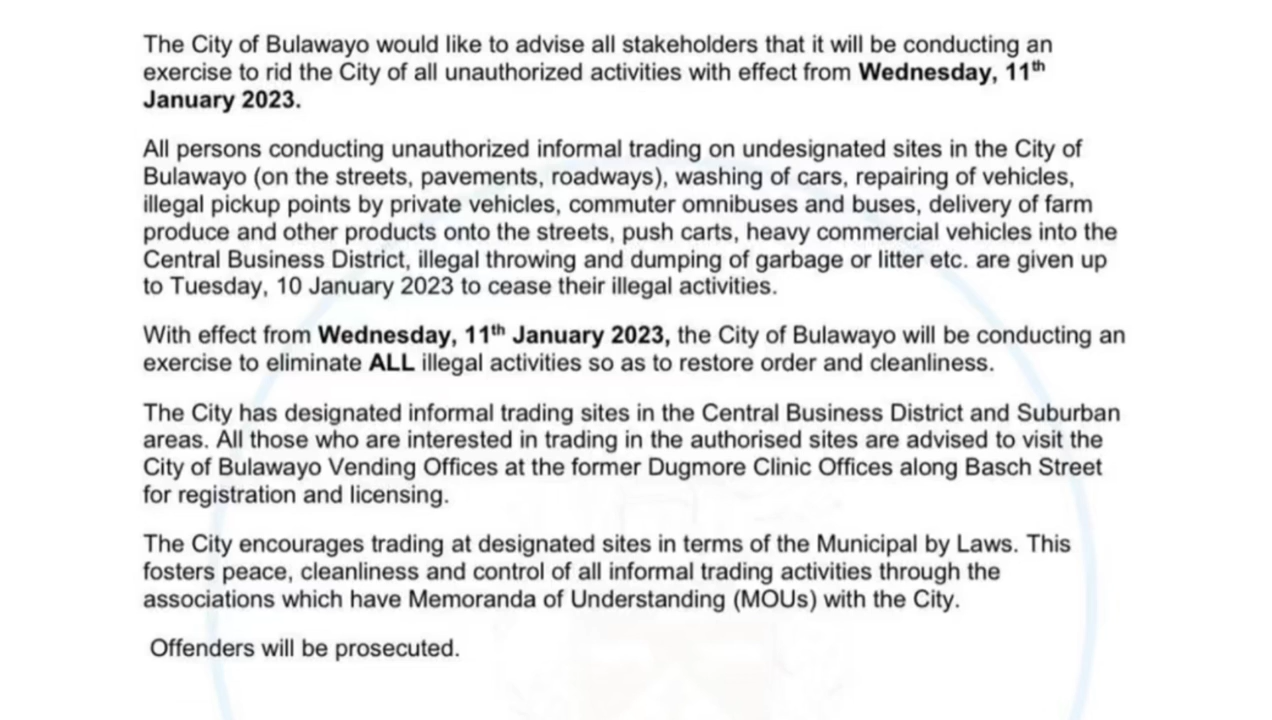 The City of Bulawayo would like to advise all stakeholders that it will be conducting an
exercise to rid the City of all unauthorized activities with effect from Wednesday, 11th
January 2023.
All persons conducting unauthorized informal trading on undesignated sites in the City of
Bulawayo (on the streets, pavements, roadways), washing of cars, repairing of vehicles,
illegal pickup points by private vehicles, commuter omnibuses and buses, delivery of farm
produce and other products onto the streets, push carts, heavy commercial vehicles into the
Central Business District, illegal throwing and dumping of garbage or litter etc. are given up
to Tuesday, 10 January 2023 to cease their illegal activities.
With effect from Wednesday, 11th January 2023, the City of Bulawayo will be conducting an
exercise to eliminate ALL illegal activities so as to restore order and cleanliness.
The City has designated informal trading sites in the Central Business District and Suburban
areas. All those who are interested in trading in the authorised sites are advised to visit the
City of Bulawayo Vending Offices at the former Dugmore Clinic Offices along Basch Street
for registration and licensing.
The City encourages trading at designated sites in terms of the Municipal by Laws. This
fosters peace, cleanliness and control of all informal trading activities through the
associations which have Memoranda of Understanding (MOUs) with the City.
Offenders will be prosecuted.